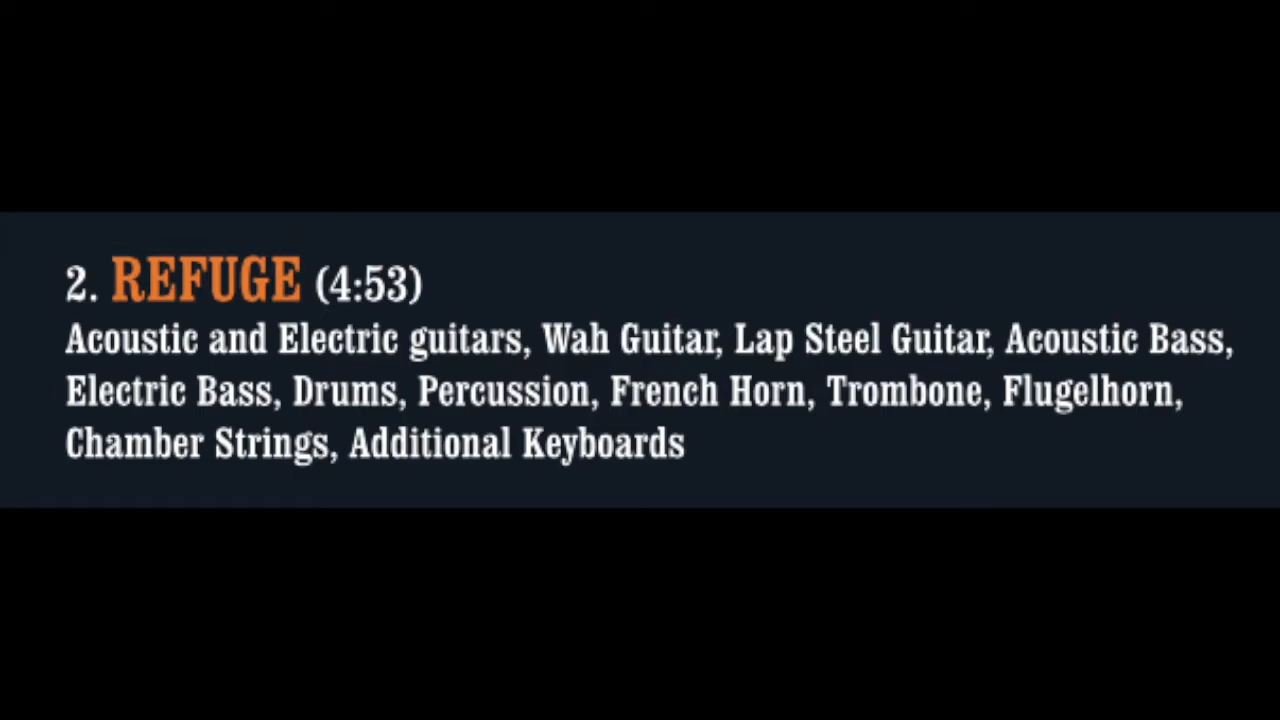 2. REFUGE (4:53)
Acoustic and Electric guitars, Wah Guitar, Lap Steel Guitar, Acoustic Bass,
Electric Bass, Drums, Percussion, French Horn, Trombone, Flugelhorn,
Chamber Strings, Additional Keyboards